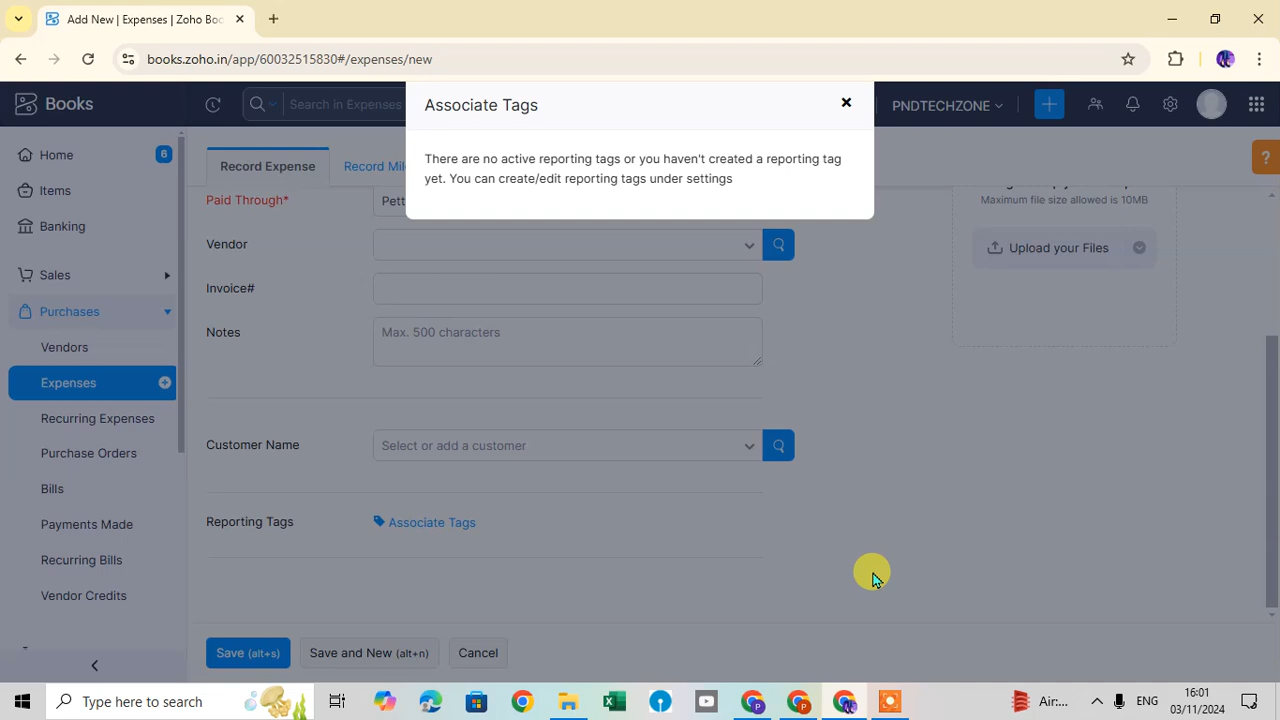 Add New | Expenses | Zoho Boo
books.zoho.in/app/60032515830#/expenses/new
Books
Search in Expenses
PNDTECHZONE
Associate Tags
There are no active reporting tags or you haven't created a reporting tag
yet. You can create/edit reporting tags under settings
Home
6
Items
Banking
Sales
Purchases
Vendors
Expenses
Recurring Expenses
Purchase Orders
Bills
Payments Made
Recurring Bills
Vendor Credits
Record Expense
Record Mil
Paid Through*
Pett
Vendor
Invoice#
Notes
Max. 500 characters
Customer Name
Select or add a customer
Reporting Tags
Associate Tags
Maximum file size allowed is 10MB
Upload your Files
?
Save (alt+s)
Save and New (alt+n)
Cancel
Type here to search
Air...
ENG
16:01
03/11/2024